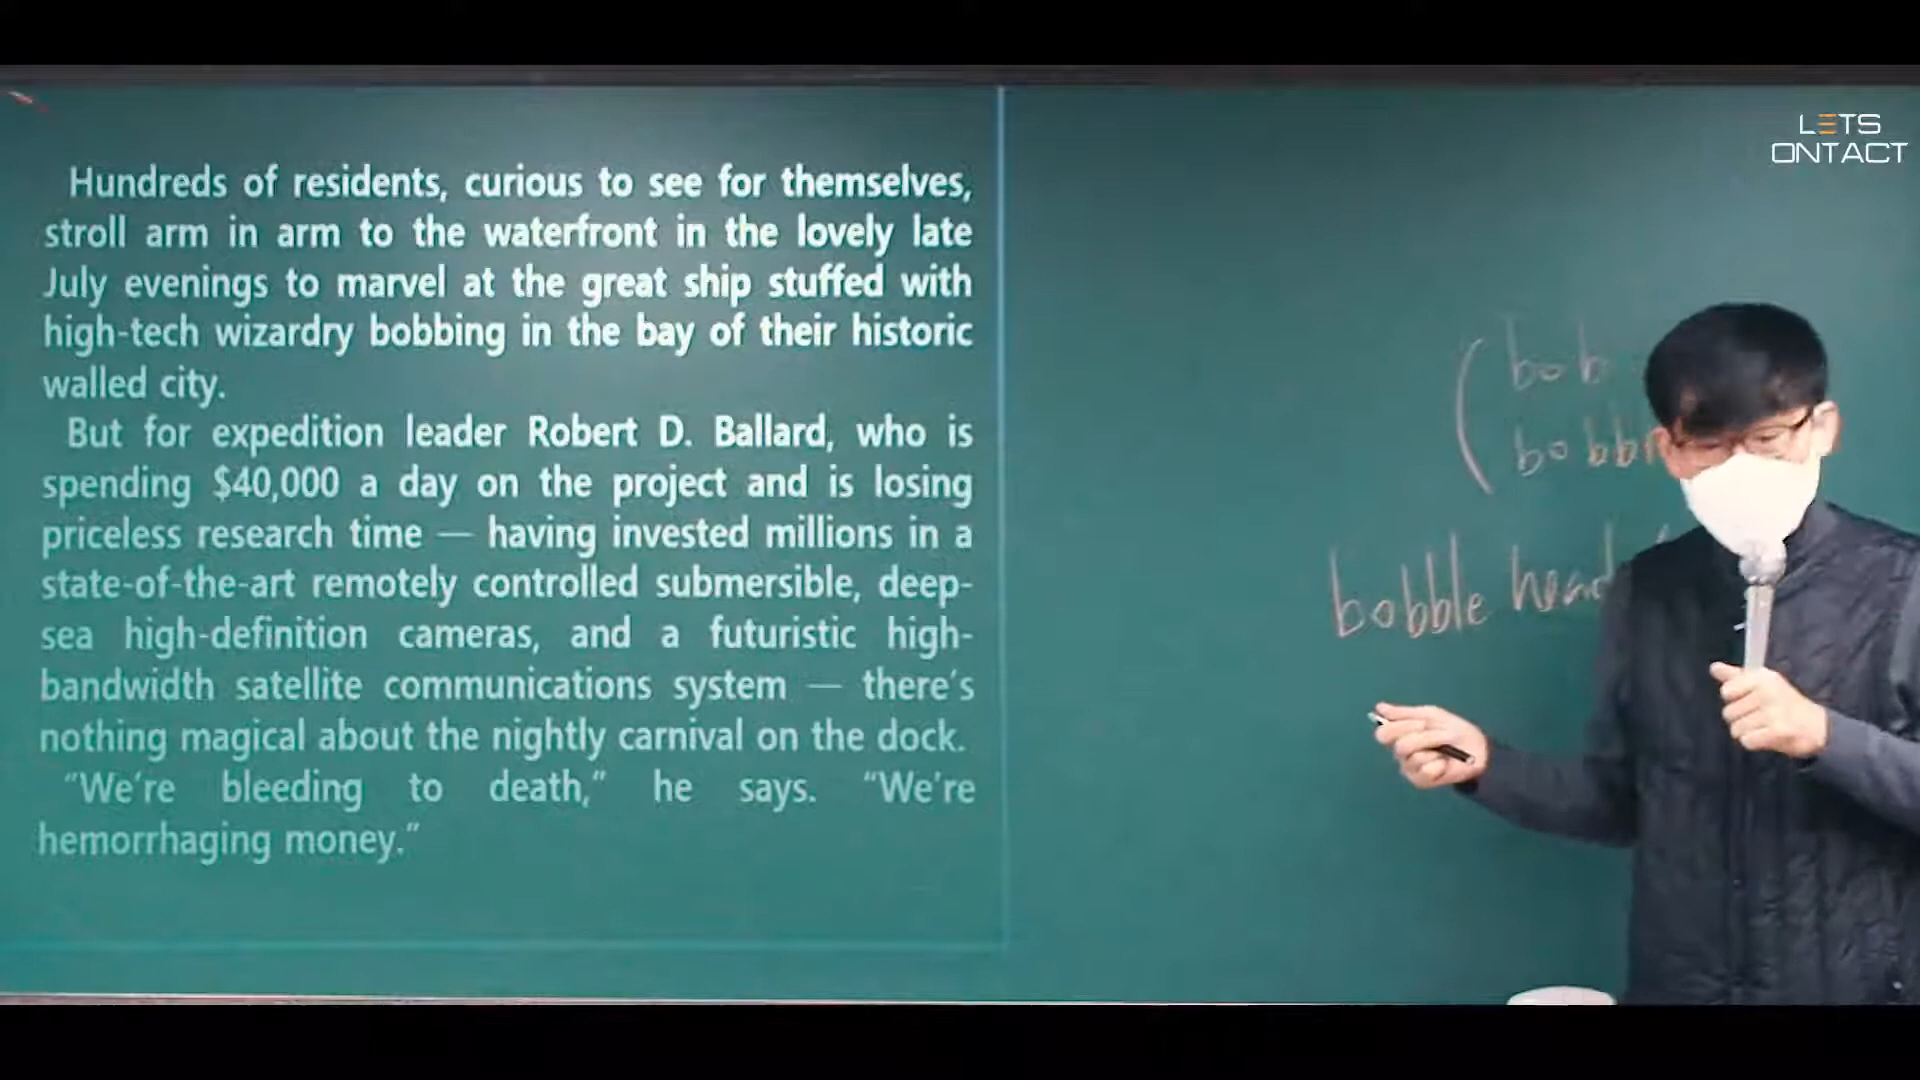 Hundreds of residents, curious to see for themselves,
stroll arm in arm to the waterfront in the lovely late
July evenings to marvel at the great ship stuffed with
high-tech wizardry bobbing in the bay of their historic
walled city.
But for expedition leader Robert D. Ballard, who is
spending $40,000 a day on the project and is losing
priceless research time — having invested millions in a
state-of-the-art remotely controlled submersible, deep-
sea high-definition cameras, and a futuristic high-
bandwidth satellite communications system — there's
nothing magical about the nightly carnival on the dock.
“We're bleeding to death,” he says. “We're
hemorrhaging money.”
LETS
ONTACT
bob
bobble head